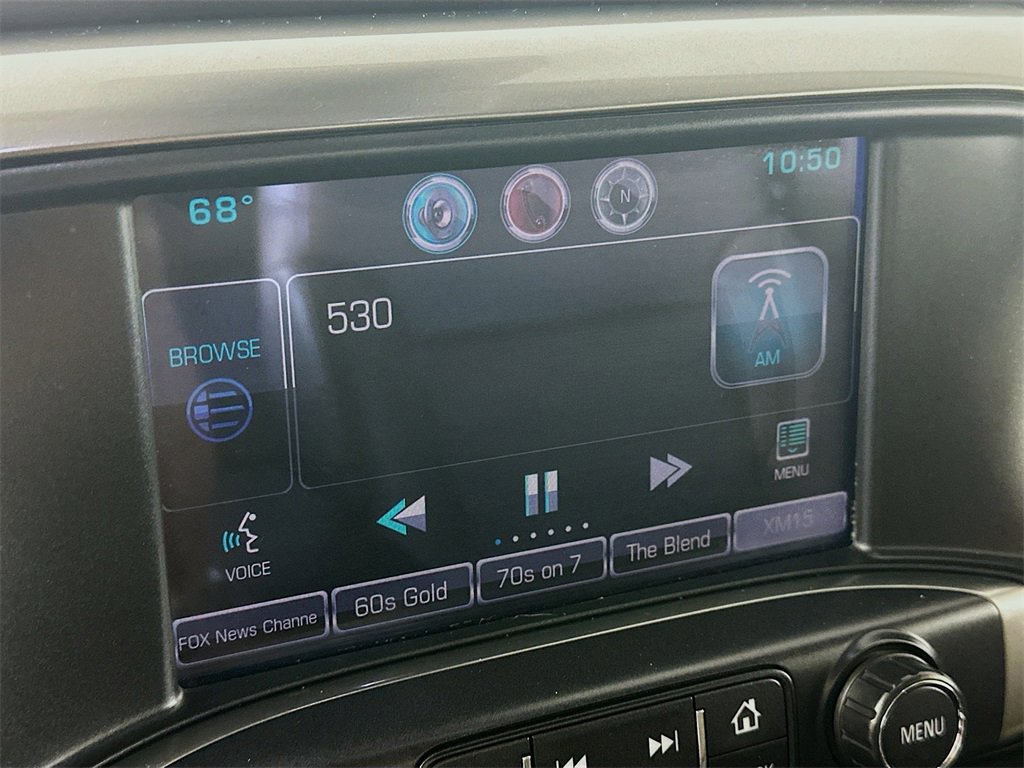 68°
N
10:50
530
BROWSE
AM
MENU
VOICE
FOX News Channe
60s Gold
70s on 7
The Blend
XM15
MENU